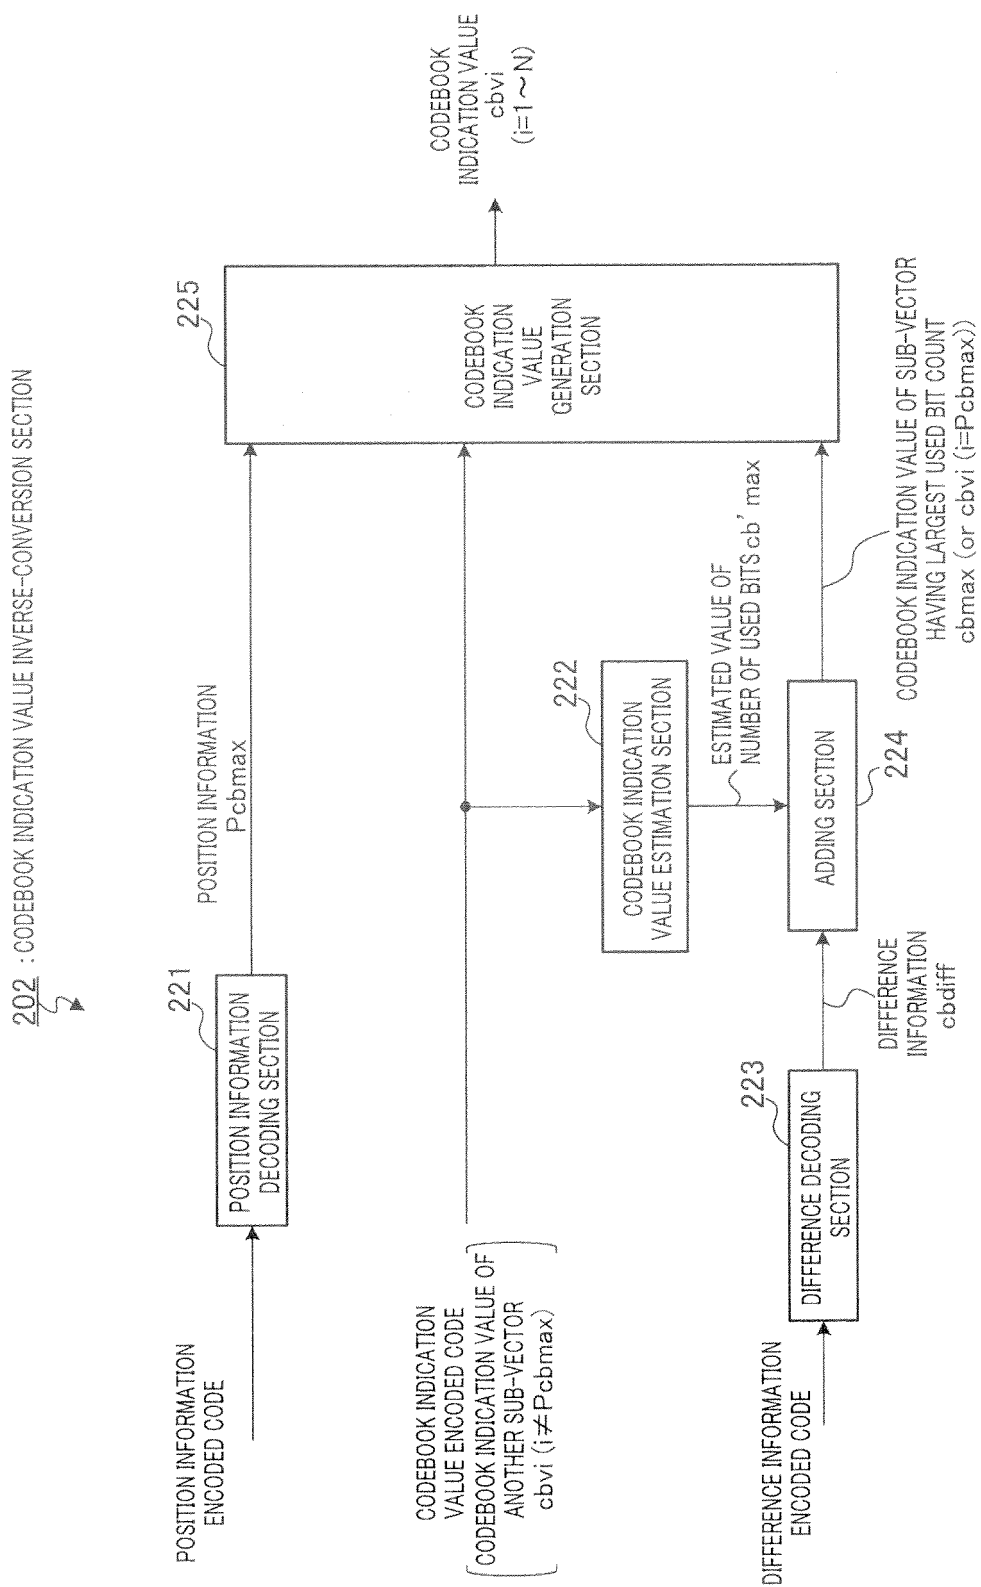 202 : CODEBOOK INDICATION VALUE INVERSE-CONVERSION SECTION
POSITION INFORMATION
ENCODED CODE
221
POSITION INFORMATION
DECODING SECTION
POSITION INFORMATION
Pcbmax
225
CODEBOOK
INDICATION
VALUE
GENERATION
SECTION
CODEBOOK
INDICATION VALUE
cbvi
(i=1～N)
CODEBOOK INDICATION
VALUE ENCODED CODE
CODEBOOK INDICATION VALUE OF
ANOTHER SUB-VECTOR
cbvi (i≠Pcbmax)
222
CODEBOOK INDICATION
VALUE ESTIMATION SECTION
ESTIMATED VALUE OF
NUMBER OF USED BITS cb' max
DIFFERENCE INFORMATION
ENCODED CODE
223
DIFFERENCE DECODING
SECTION
DIFFERENCE
INFORMATION
cbdiff
ADDING SECTION
224
CODEBOOK INDICATION VALUE OF SUB-VECTOR
HAVING LARGEST USED BIT COUNT
cbmax (or cbvi (i=Pcbmax))